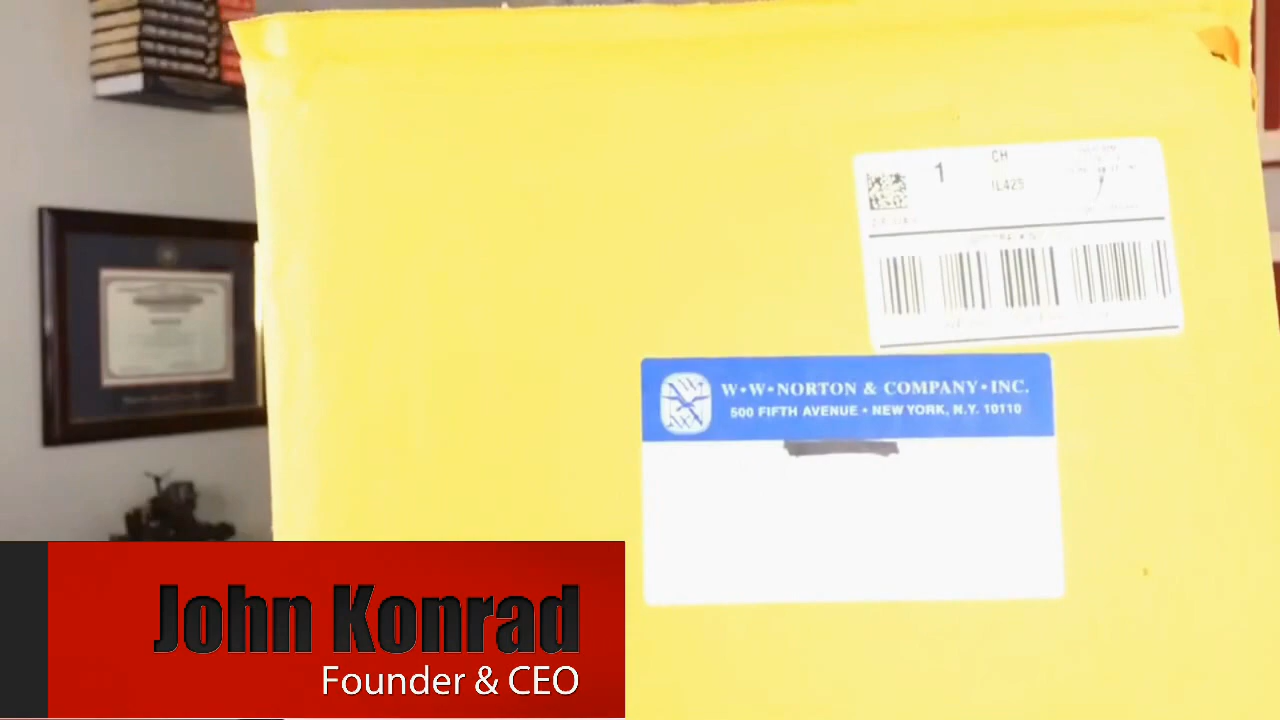 1
CH
IL425
W•W•NORTON & COMPANY•INC.
500 FIFTH AVENUE • NEW YORK, N.Y. 10110
John Konrad
Founder & CEO